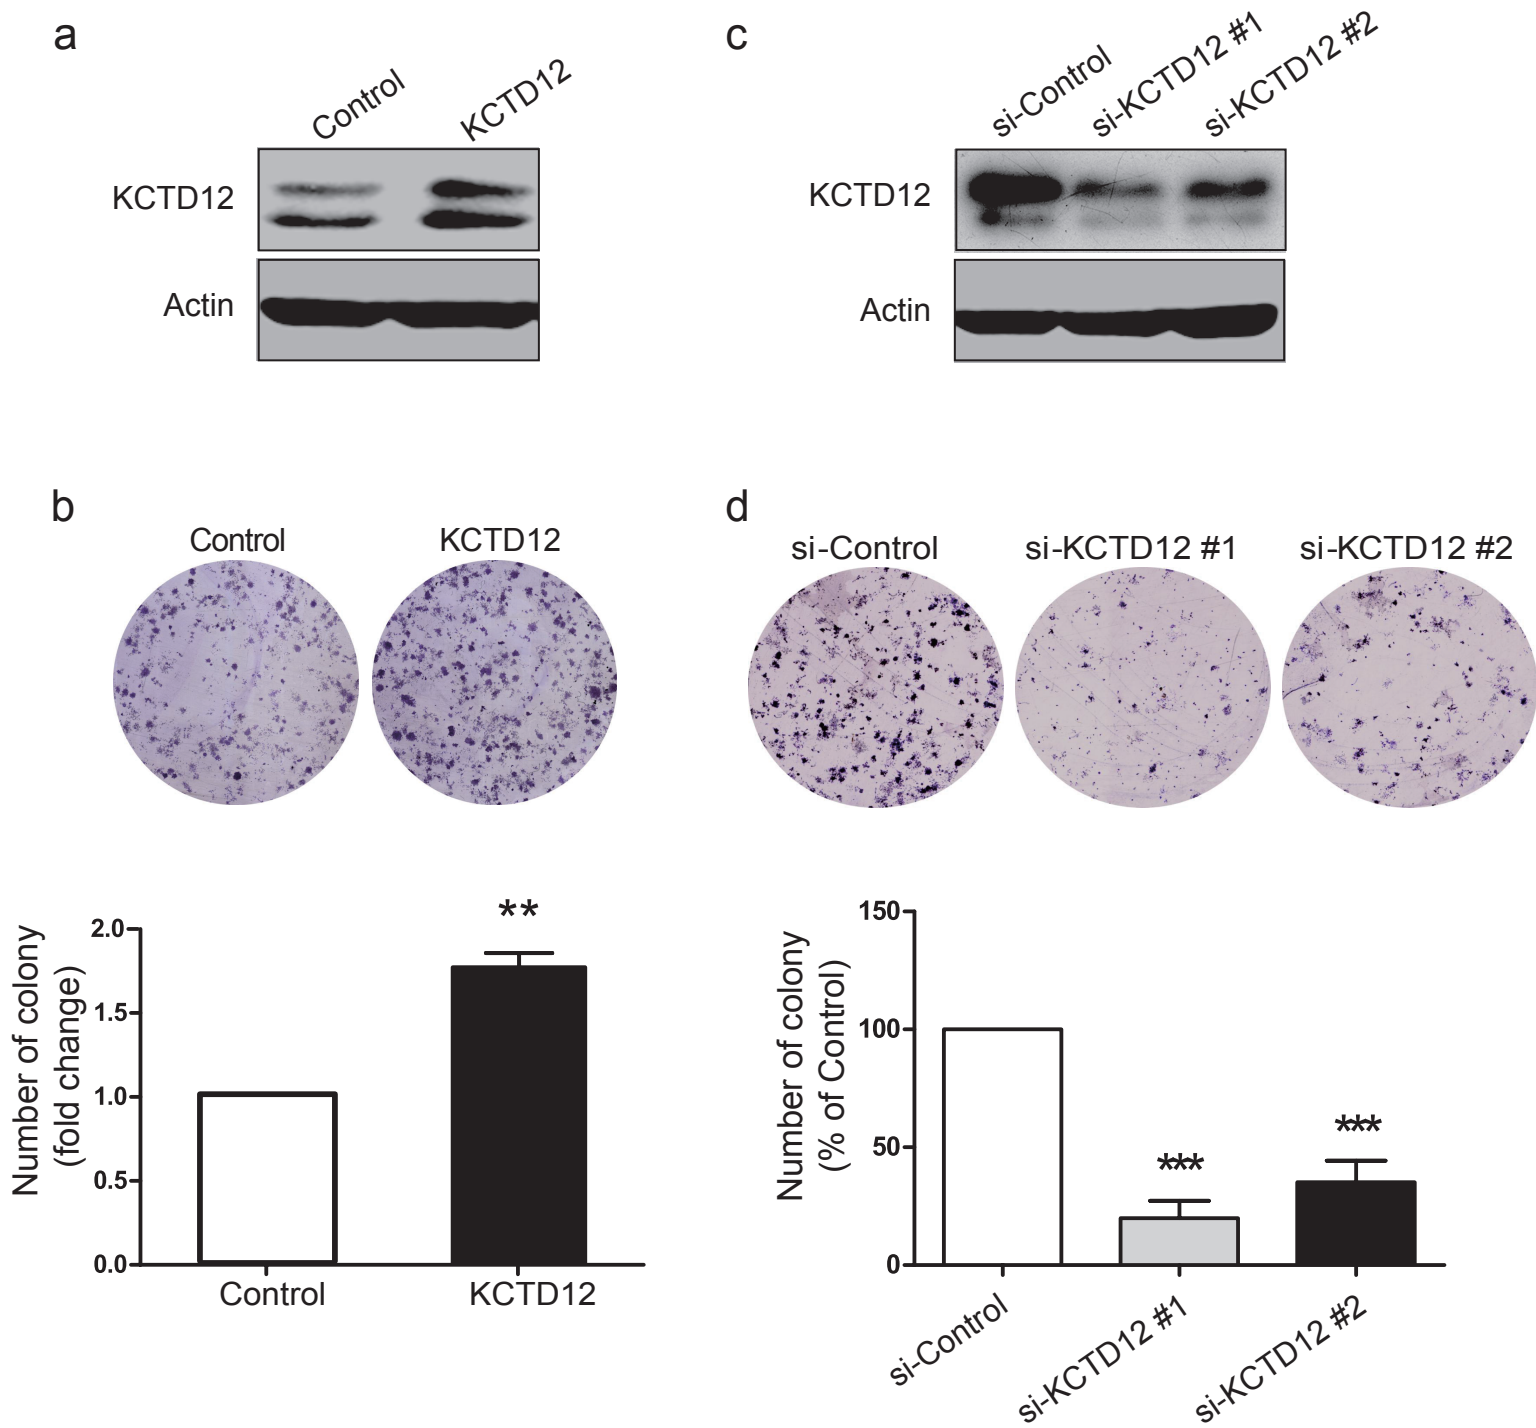 a
Control
KCTD12
KCTD12
Actin
c
si-Control
si-KCTD12 #1
si-KCTD12 #2
KCTD12
Actin
b
Control
KCTD12
Number of colony
(fold change)
2.0
1.5
1.0
0.5
0.0
**
Control
KCTD12
d
si-Control
si-KCTD12 #1
si-KCTD12 #2
Number of colony
(% of Control)
150
100
50
0
***
***
si-Control
si-KCTD12 #1
si-KCTD12 #2